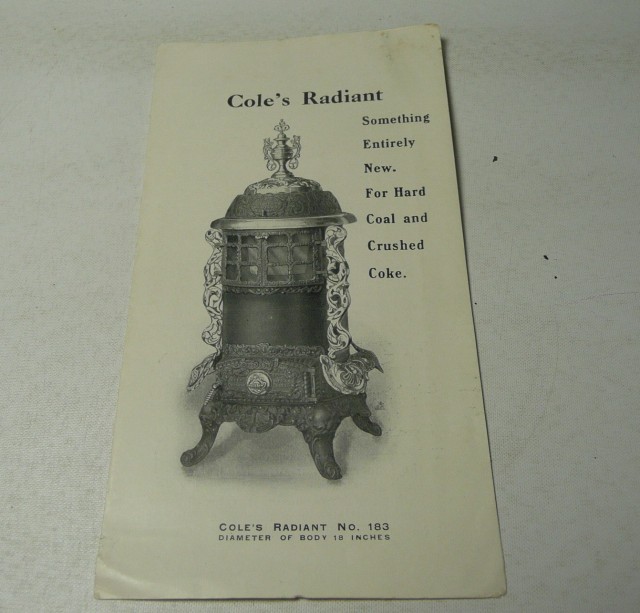 Cole's Radiant
Something
Entirely
New.
For Hard
Coal and
Crushed
Coke.
COLE'S RADIANT NO. 183
DIAMETER OF BODY 18 INCHES